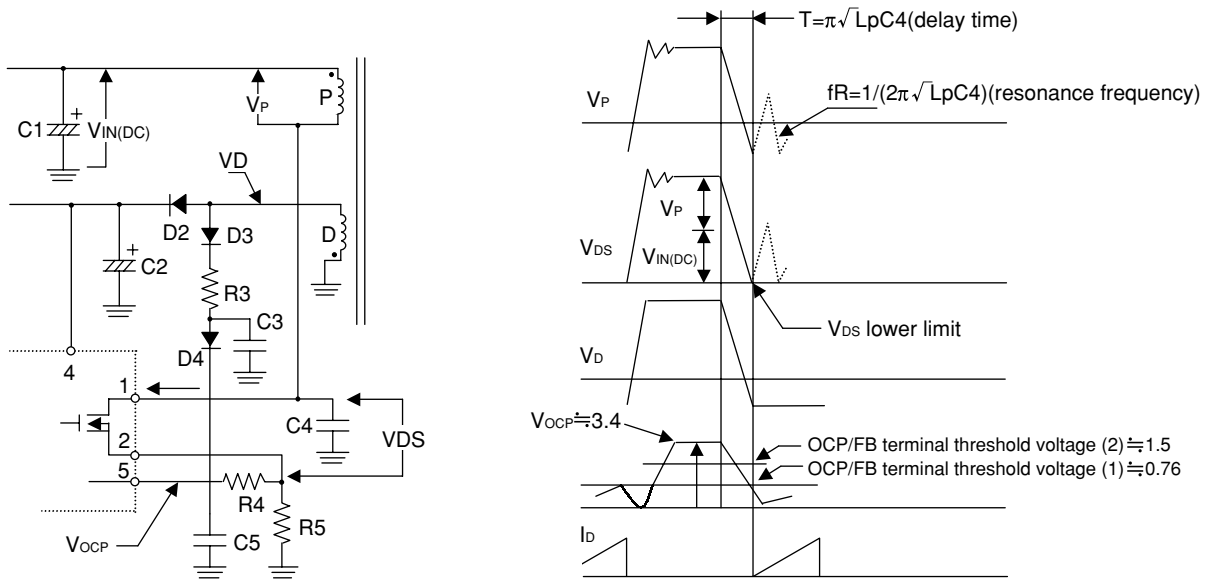 C1
+
VIN(DC)
VP
P
VD
D2
D3
D
C2
+
R3
C3
D4
4
1
2
5
C4
VDS
R4
R5
VOCP
C5
T=π√LpC4(delay time)
VP
fR=1/(2π√LpC4)(resonance frequency)
VDS
VP
VIN(DC)
VDS lower limit
VD
VOCP≒3.4
OCP/FB terminal threshold voltage (2)≒1.5
OCP/FB terminal threshold voltage (1)≒0.76
ID